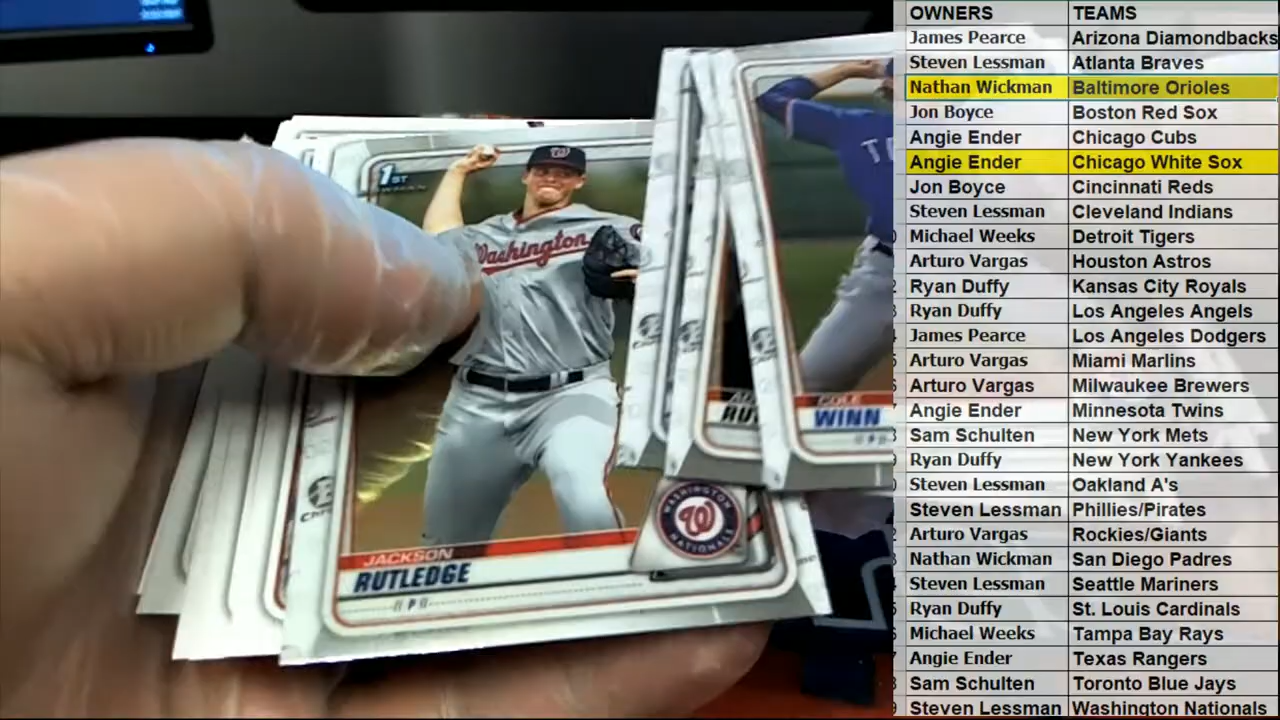 OWNERS TEAMS
James Pearce Arizona Diamondbacks
Steven Lessman Atlanta Braves
Nathan Wickman Baltimore Orioles
Jon Boyce Boston Red Sox
Angie Ender Chicago Cubs
Angie Ender Chicago White Sox
Jon Boyce Cincinnati Reds
Steven Lessman Cleveland Indians
Michael Weeks Detroit Tigers
Arturo Vargas Houston Astros
Ryan Duffy Kansas City Royals
Ryan Duffy Los Angeles Angels
James Pearce Los Angeles Dodgers
Arturo Vargas Miami Marlins
Arturo Vargas Milwaukee Brewers
Angie Ender Minnesota Twins
Sam Schulten New York Mets
Ryan Duffy New York Yankees
Steven Lessman Oakland A's
Steven Lessman Phillies/Pirates
Arturo Vargas Rockies/Giants
Nathan Wickman San Diego Padres
Steven Lessman Seattle Mariners
Ryan Duffy St. Louis Cardinals
Michael Weeks Tampa Bay Rays
Angie Ender Texas Rangers
Sam Schulten Toronto Blue Jays
Steven Lessman Washington Nationals
1ST
W
Washington
JACKSON
RUTLEDGE
P
WASHINGTON
W
NATIONALS
COLE
WINN
P